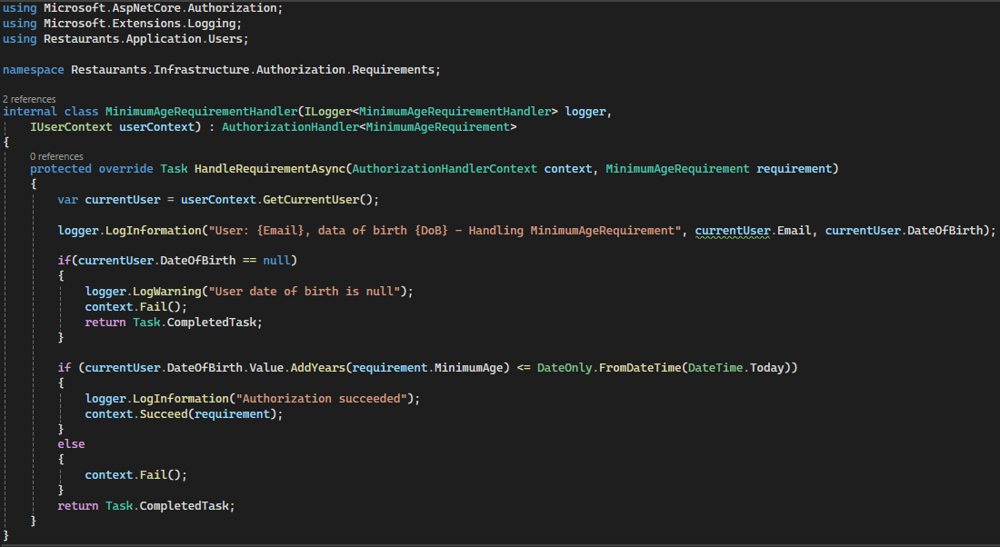 using Microsoft.AspNetCore.Authorization;
using Microsoft.Extensions.Logging;
using Restaurants.Application.Users;
namespace Restaurants.Infrastructure.Authorization.Requirements;
2 references
internal class MinimumAgeRequirementHandler(ILogger<MinimumAgeRequirementHandler> logger,
    IUserContext userContext) : AuthorizationHandler<MinimumAgeRequirement>
{
    0 references
    protected override Task HandleRequirementAsync(AuthorizationHandlerContext context, MinimumAgeRequirement requirement)
    {
        var currentUser = userContext.GetCurrentUser();
        logger.LogInformation("User: {Email}, data of birth {DoB} - Handling MinimumAgeRequirement", currentUser.Email, currentUser.DateOfBirth);
        if(currentUser.DateOfBirth == null)
        {
            logger.LogWarning("User date of birth is null");
            context.Fail();
            return Task.CompletedTask;
        }
        if (currentUser.DateOfBirth.Value.AddYears(requirement.MinimumAge) <= DateOnly.FromDateTime(DateTime.Today))
        {
            logger.LogInformation("Authorization succeeded");
            context.Succeed(requirement);
        }
        else
        {
            context.Fail();
        }
        return Task.CompletedTask;
    }
}